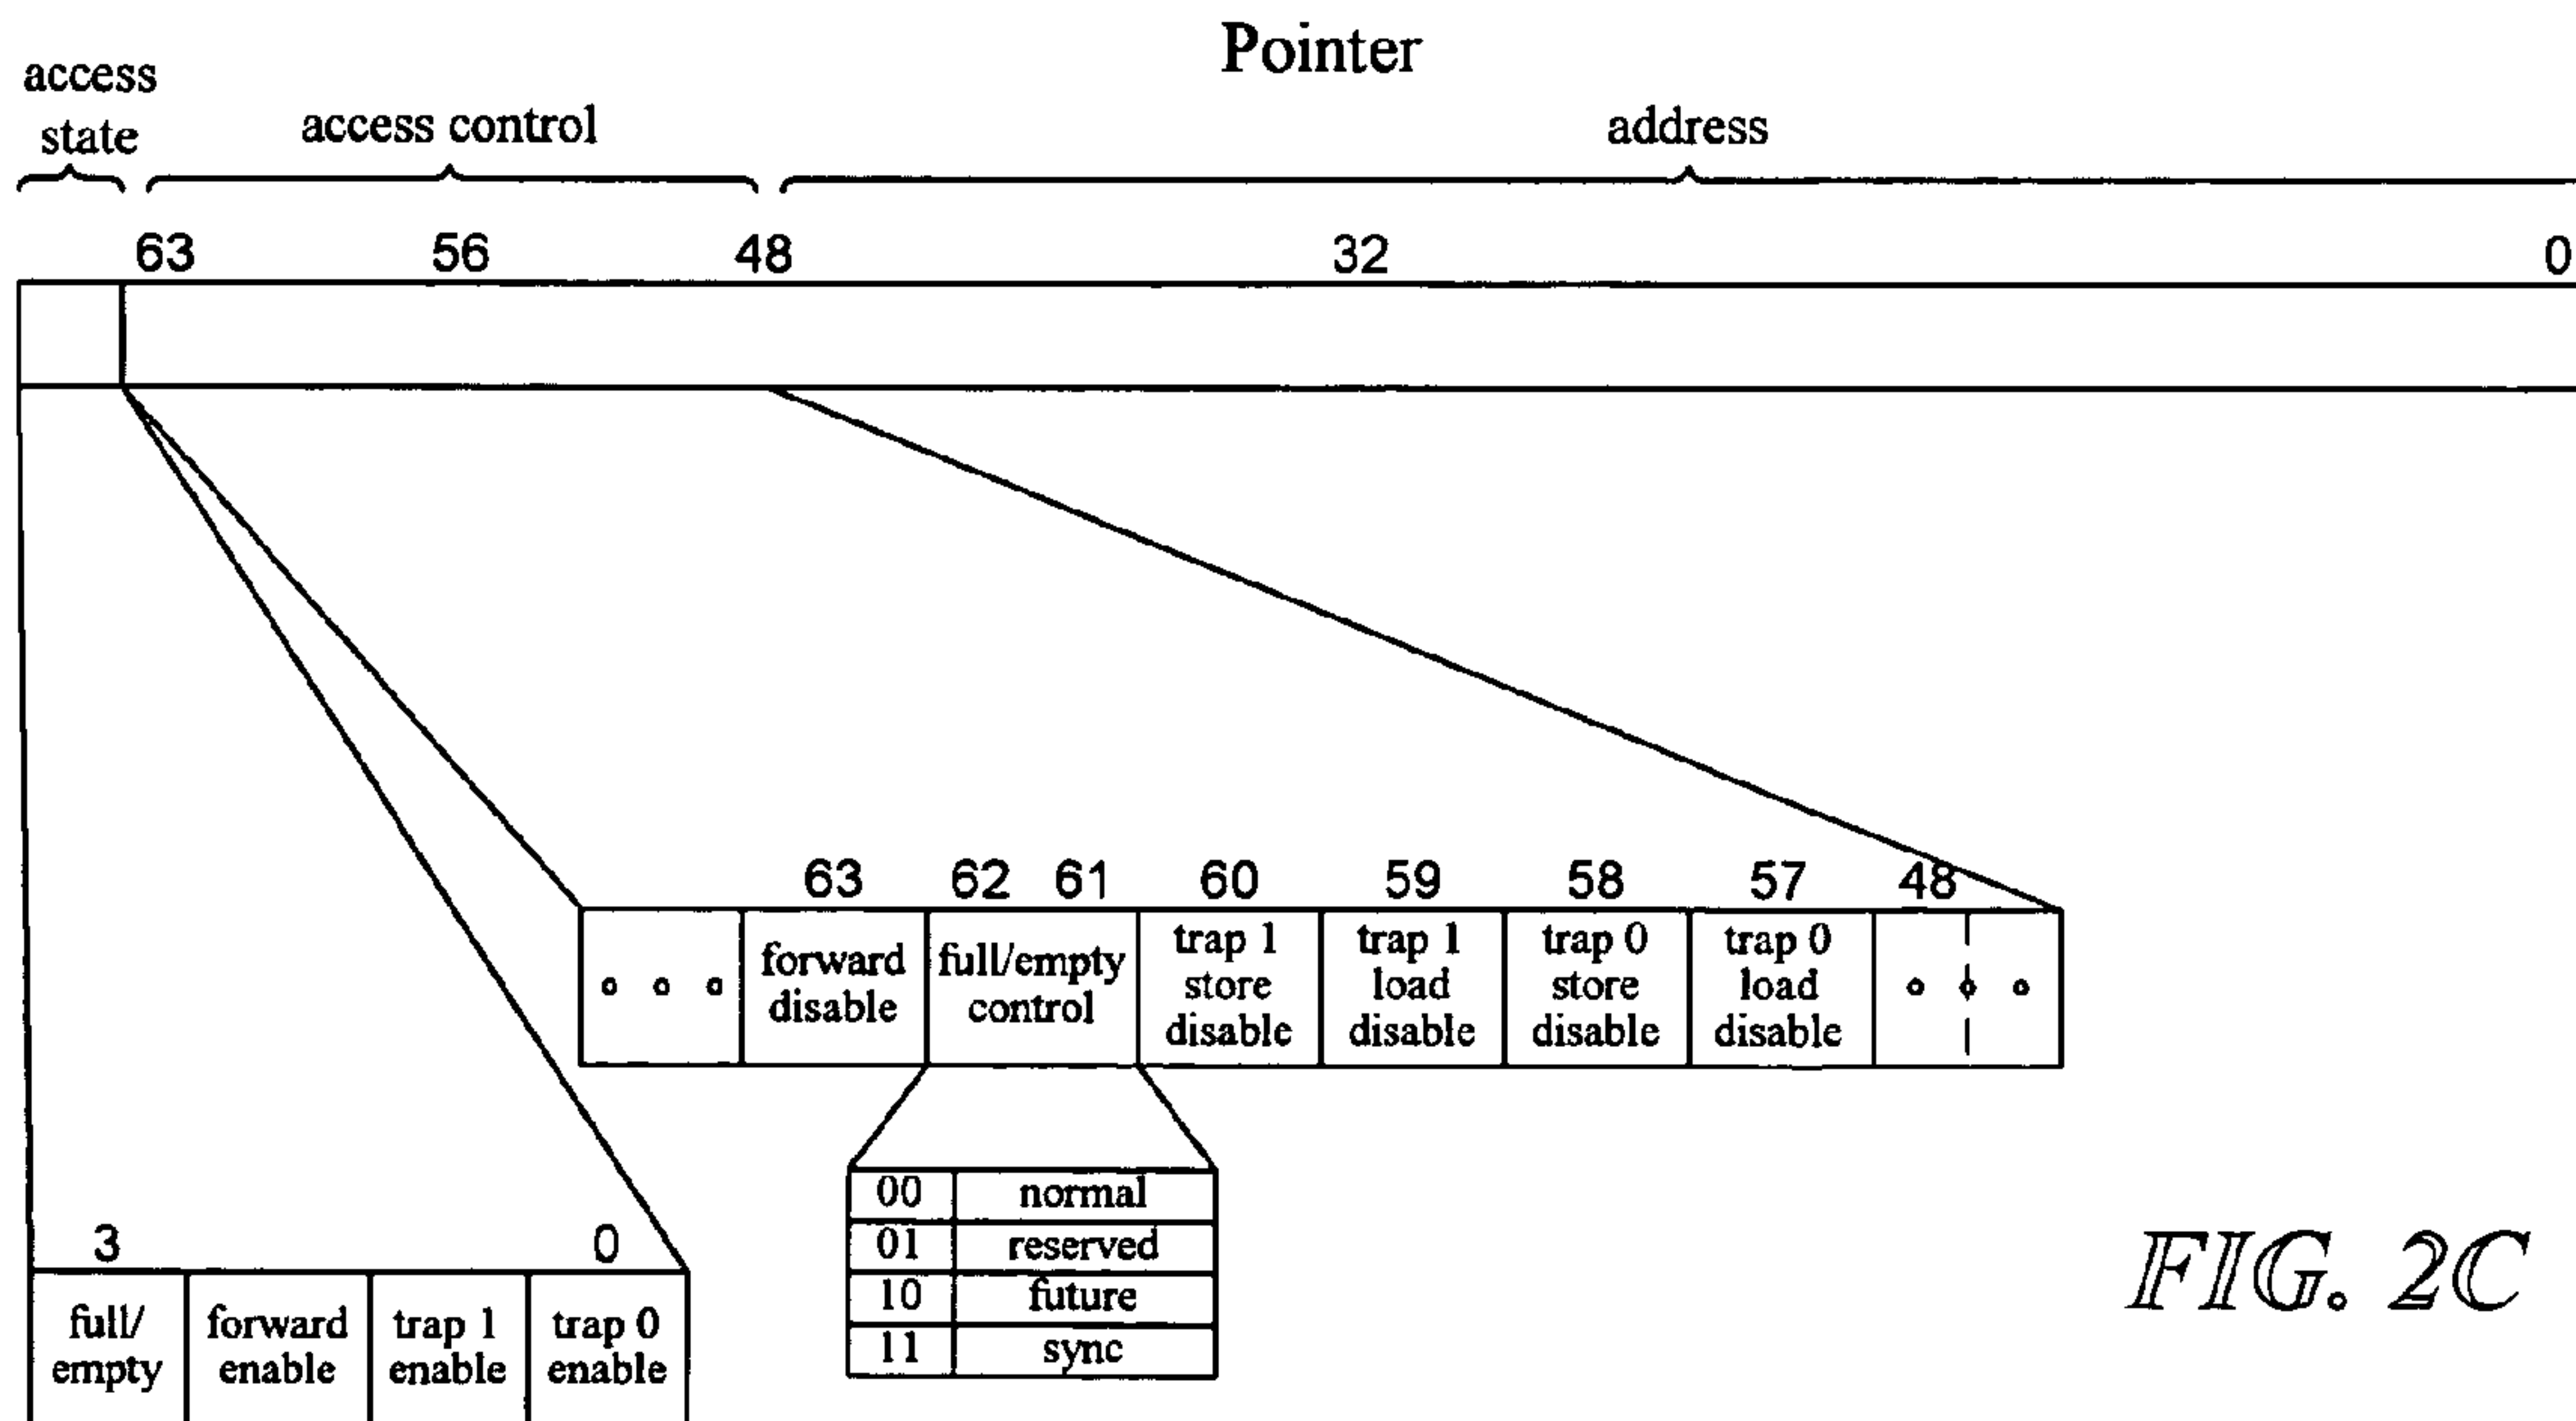 Pointer
access
state
access control
address
63 56 48 32 0
63 62 61 60 59 58 57 48
forward
disable
full/empty
control
trap 1
store
disable
trap 1
load
disable
trap 0
store
disable
trap 0
load
disable
00 normal
01 reserved
10 future
11 sync
3 0
full/
empty
forward
enable
trap 1
enable
trap 0
enable
FIG. 2C